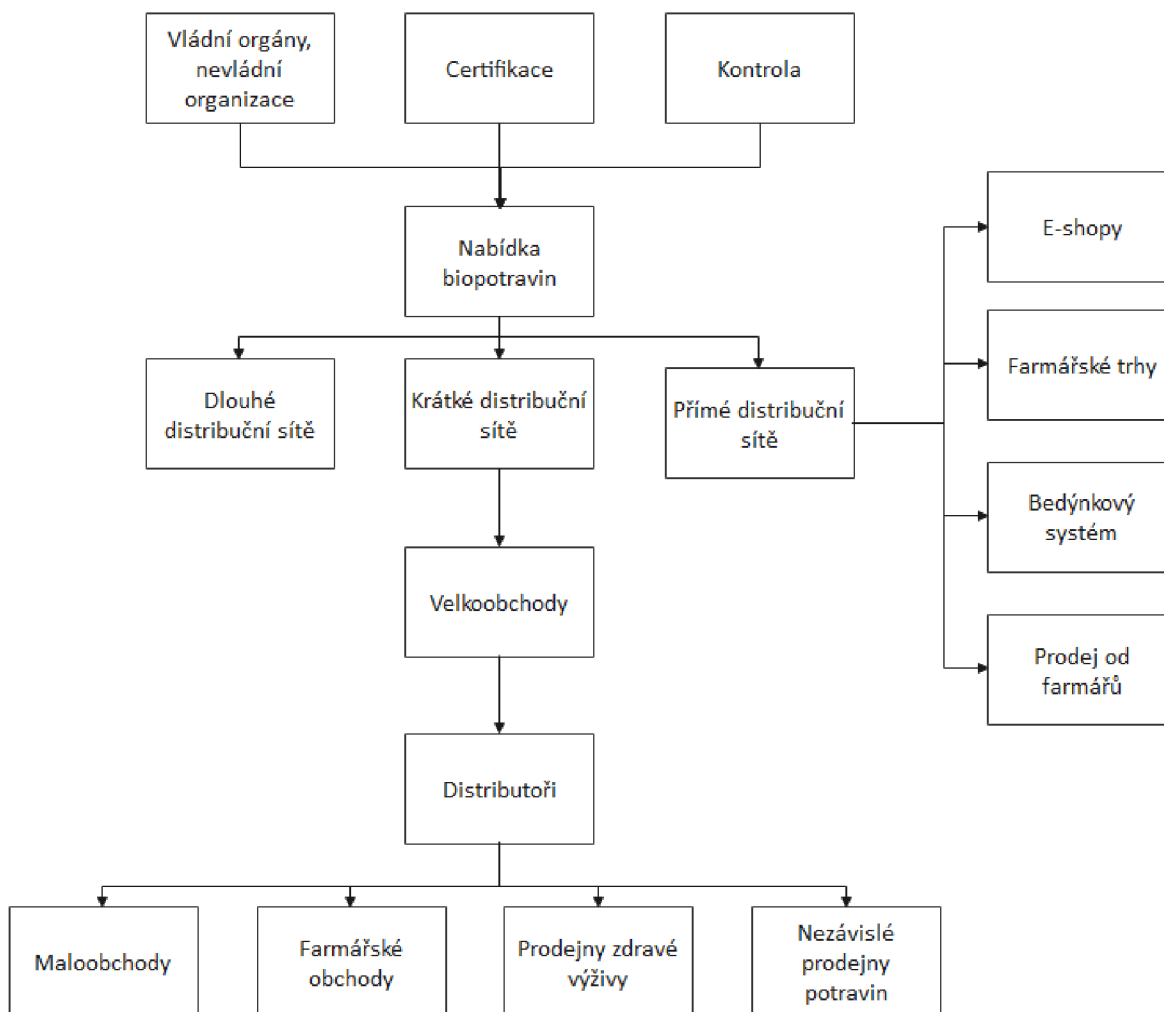 Vládní orgány,
nevládní
organizace
Certifikace
Kontrola
Nabídka
biopotravin
E-shopy
Farmářské trhy
Dlouhé
distribuční sítě
Krátké distribuční
sítě
Přímé distribuční
sítě
Bedýnkový
systém
Velkoobchody
Prodej od
farmářů
Distributoři
Maloobchody
Farmářské
obchody
Prodejny zdravé
výživy
Nezávislé
prodejny
potravin